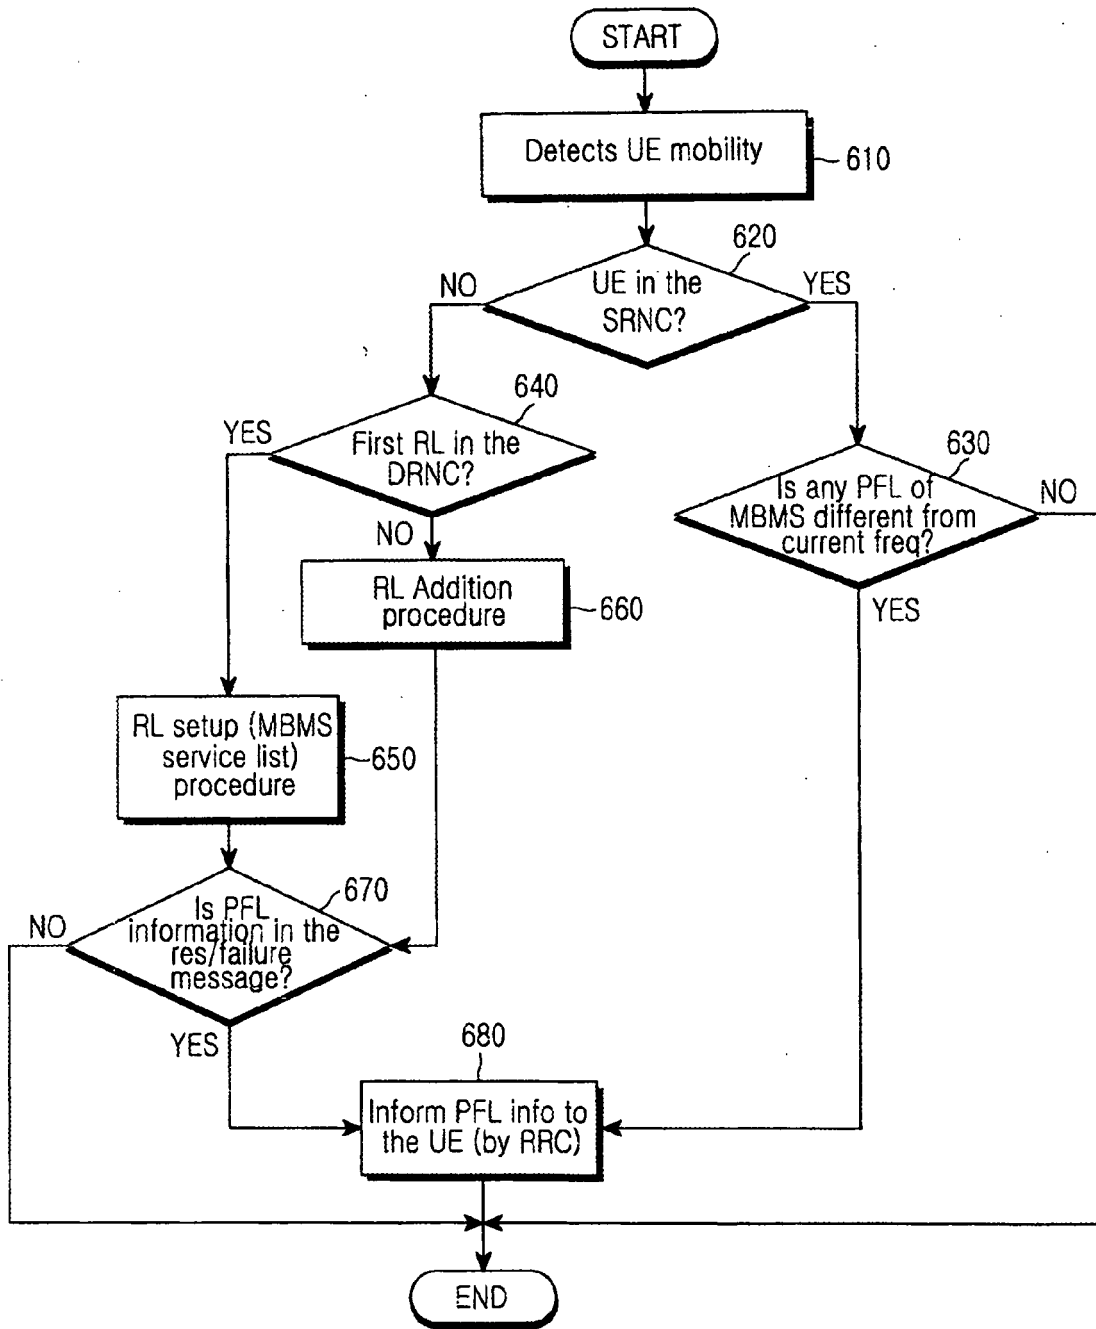 START
Detects UE mobility
610
620
UE in the
SRNC?
NO
YES
640
YES
First RL in the
DRNC?
630
Is any PFL of
MBMS different from
current freq?
NO
NO
YES
RL Addition
procedure
660
RL setup (MBMS
service list)
procedure
650
670
NO
Is PFL
information in the
res/failure
message?
YES
680
Inform PFL info to
the UE (by RRC)
END